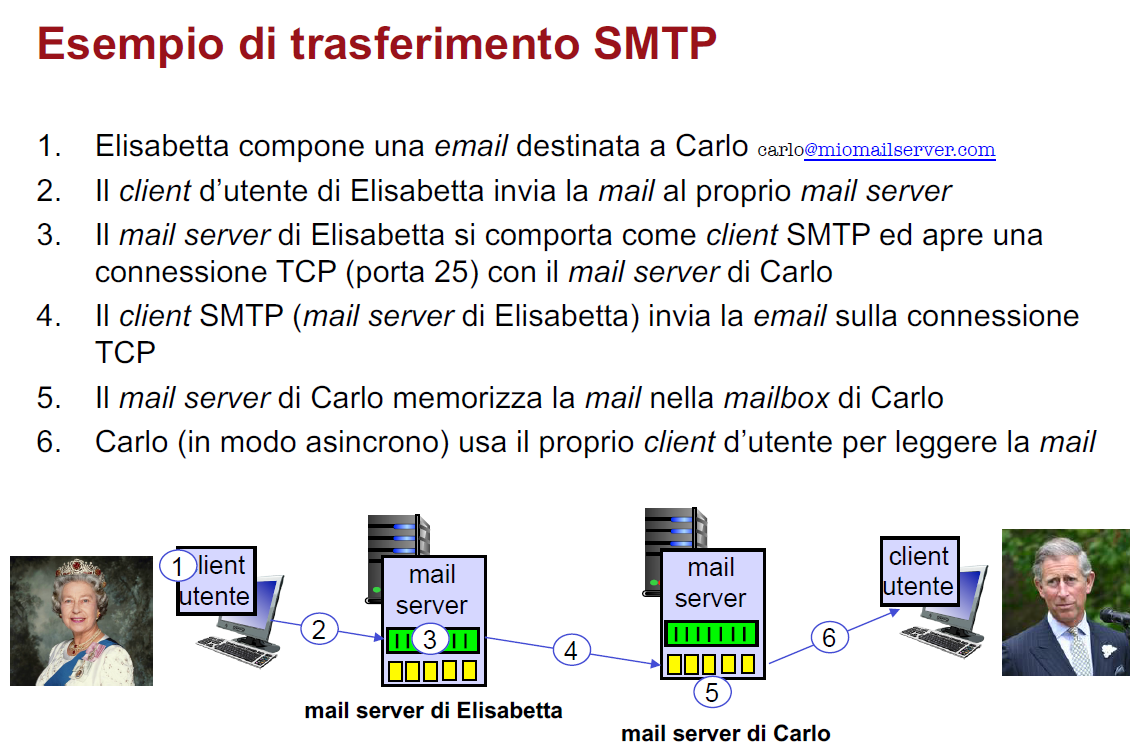 Esempio di trasferimento SMTP
1. Elisabetta compone una email destinata a Carlo carlo@miomailserver.com
2. Il client d’utente di Elisabetta invia la mail al proprio mail server
3. Il mail server di Elisabetta si comporta come client SMTP ed apre una
connessione TCP (porta 25) con il mail server di Carlo
4. Il client SMTP (mail server di Elisabetta) invia la email sulla connessione
TCP
5. Il mail server di Carlo memorizza la mail nella mailbox di Carlo
6. Carlo (in modo asincrono) usa il proprio client d’utente per leggere la mail
1 lient
utente
2
mail
server
3
4
mail
server
5
6
client
utente
mail server di Elisabetta
mail server di Carlo